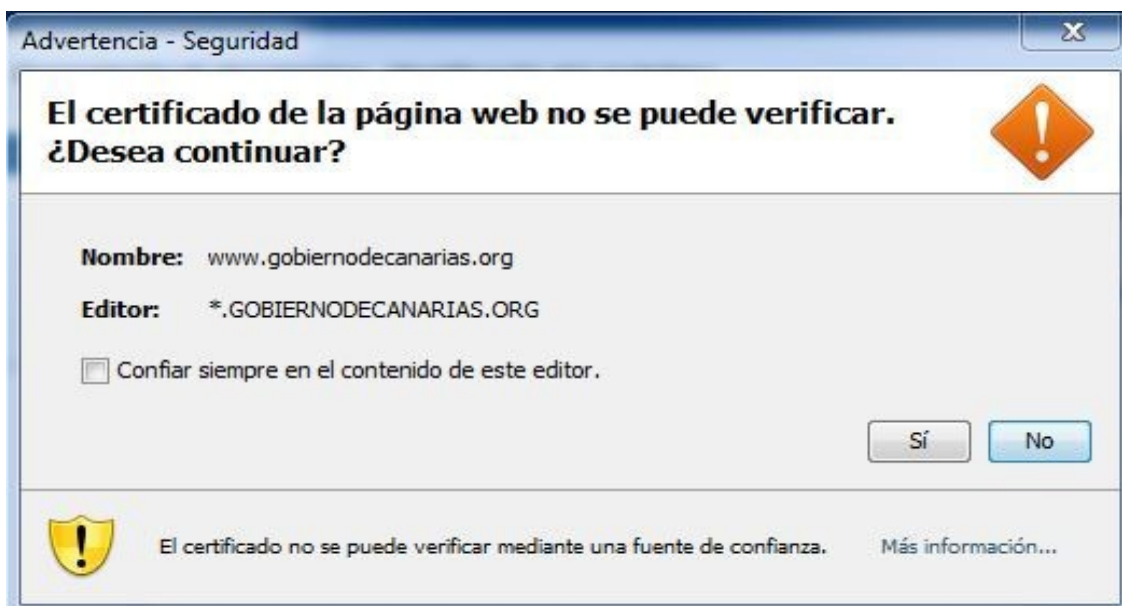 Advertencia - Seguridad
El certificado de la página web no se puede verificar.
¿Desea continuar?
Nombre: www.gobiernodecanarias.org
Editor: *.GOBIERNODECANARIAS.ORG
Confiar siempre en el contenido de este editor.
Sí No
El certificado no se puede verificar mediante una fuente de confianza. Más información...